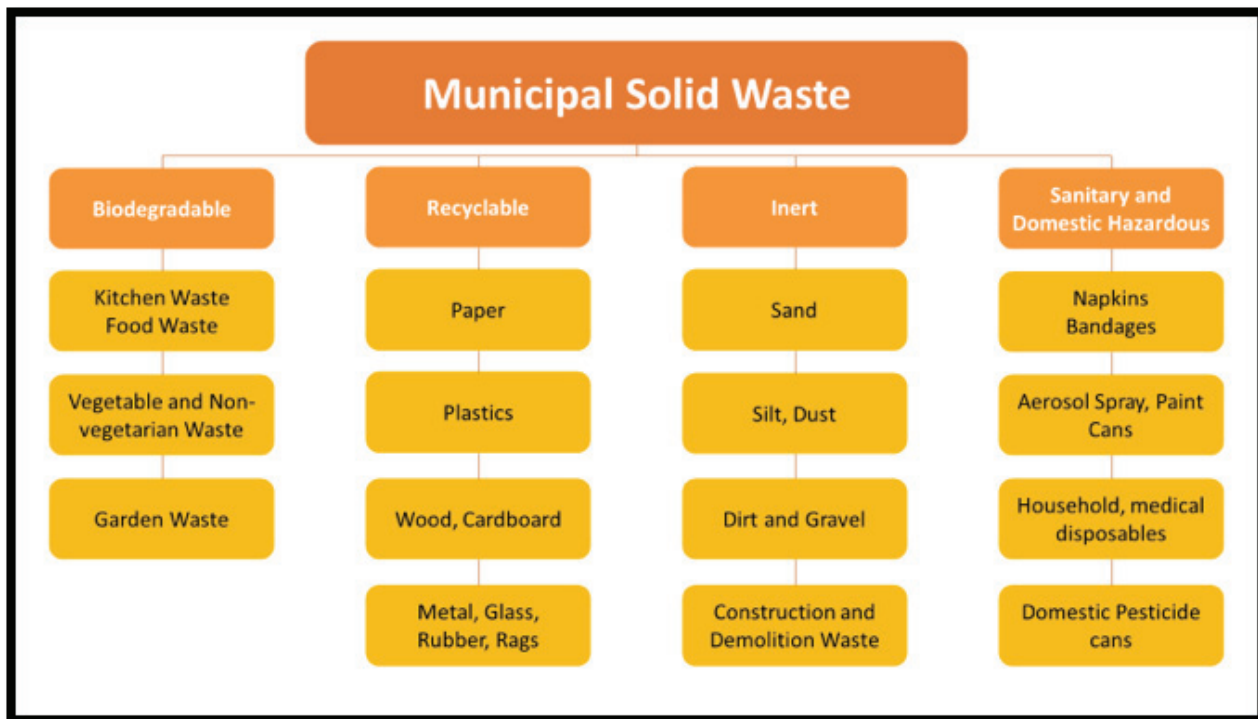 Municipal Solid Waste
Biodegradable
Kitchen Waste
Food Waste
Vegetable and Non-
vegetarian Waste
Garden Waste
Recyclable
Paper
Plastics
Wood, Cardboard
Metal, Glass,
Rubber, Rags
Inert
Sand
Silt, Dust
Dirt and Gravel
Construction and
Demolition Waste
Sanitary and
Domestic Hazardous
Napkins
Bandages
Aerosol Spray, Paint
Cans
Household, medical
disposables
Domestic Pesticide
cans